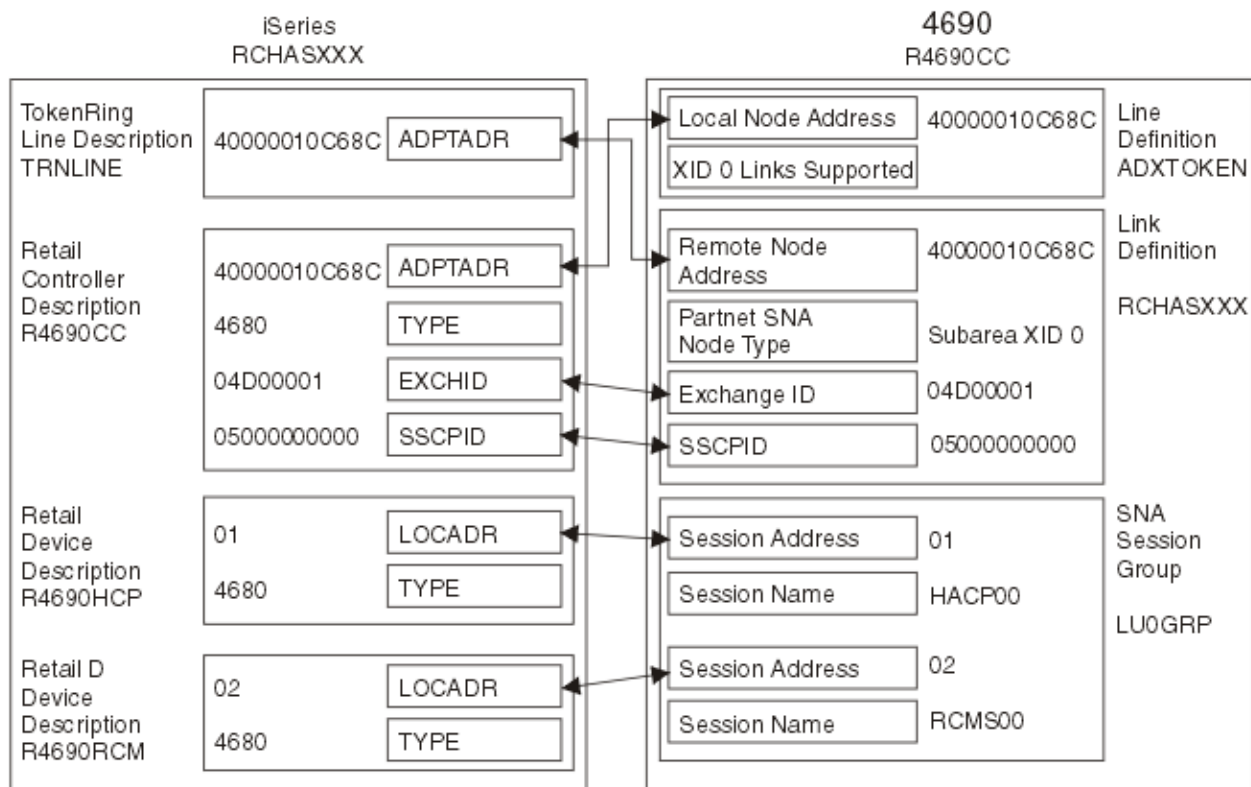 iSeries
RCHASXXX
TokenRing
Line Description
TRNLINE
40000010C68C
ADPTADR
Retail
Controller
Description
R4690CC
40000010C68C
ADPTADR
4680
TYPE
04D00001
EXCHID
05000000000
SSCPID
Retail
Device
Description
R4690HCP
01
LOCADR
4680
TYPE
Retail D
Device
Description
R4690RCM
02
LOCADR
4680
TYPE
4690
R4690CC
Local Node Address
40000010C68C
XID 0 Links Supported
Line
Definition
ADXTOKEN
Remote Node
Address
40000010C68C
Partnet SNA
Node Type
Subarea XID 0
Exchange ID
04D00001
SSCPID
05000000000
Link
Definition
RCHASXXX
Session Address
01
Session Name
HACP00
Session Address
02
Session Name
RCMS00
SNA
Session
Group
LU0GRP